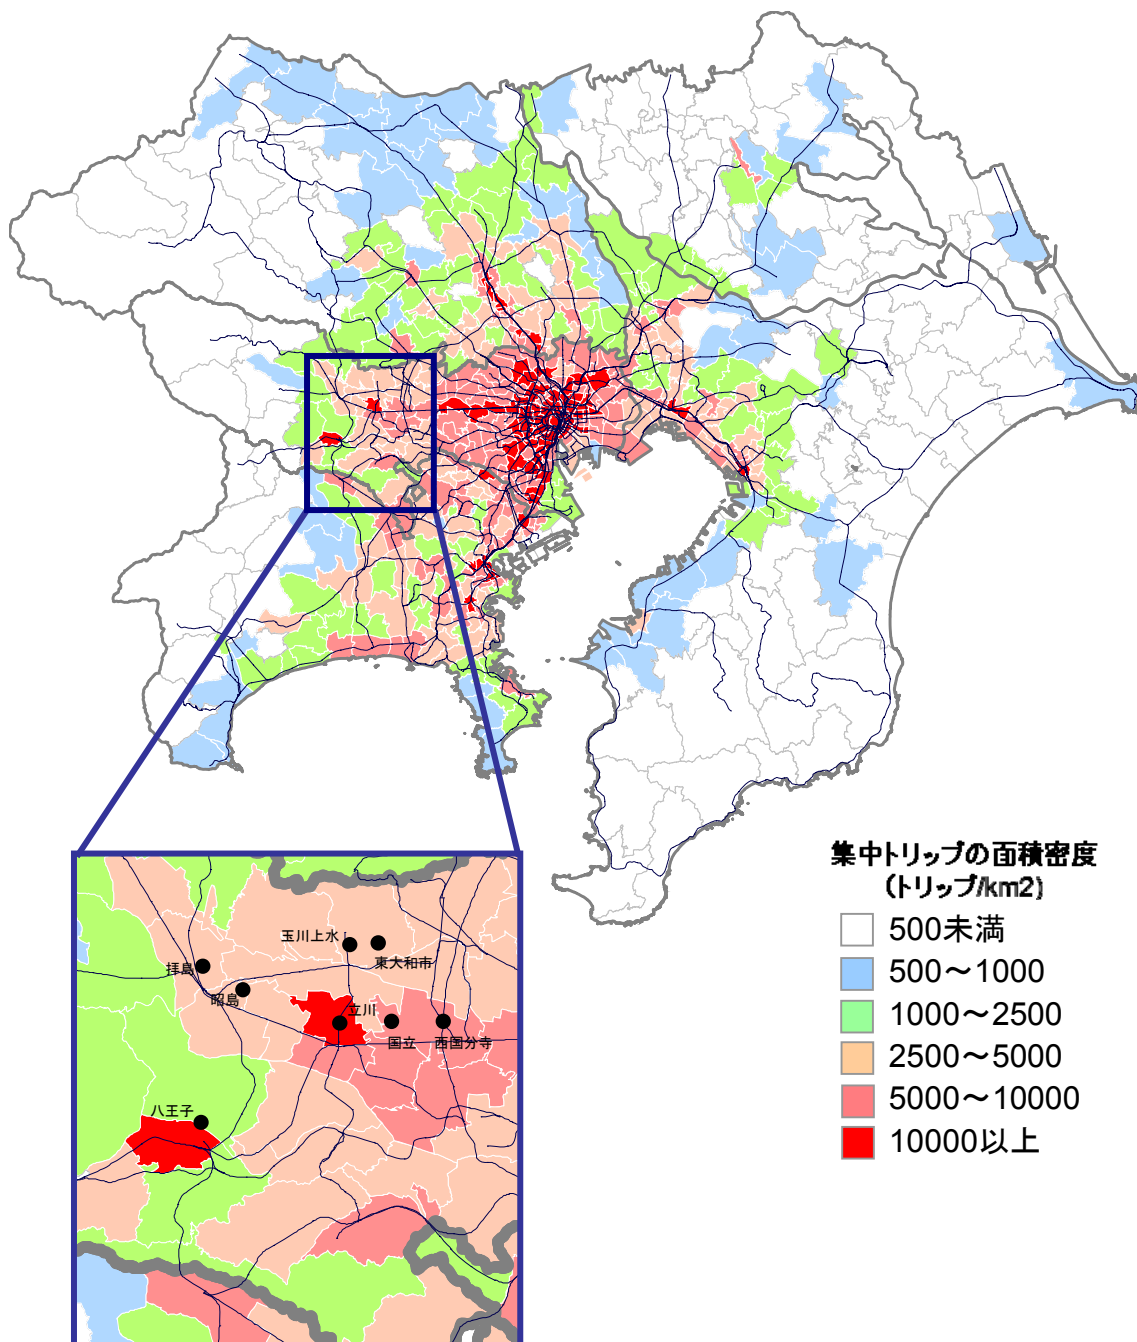 集中トリップの面積密度
(トリップ/km2)
500未満
500～1000
1000～2500
2500～5000
5000～10000
10000以上
玉川上水
東大和市
拝島
昭島
立川
国立
西国分寺
八王子